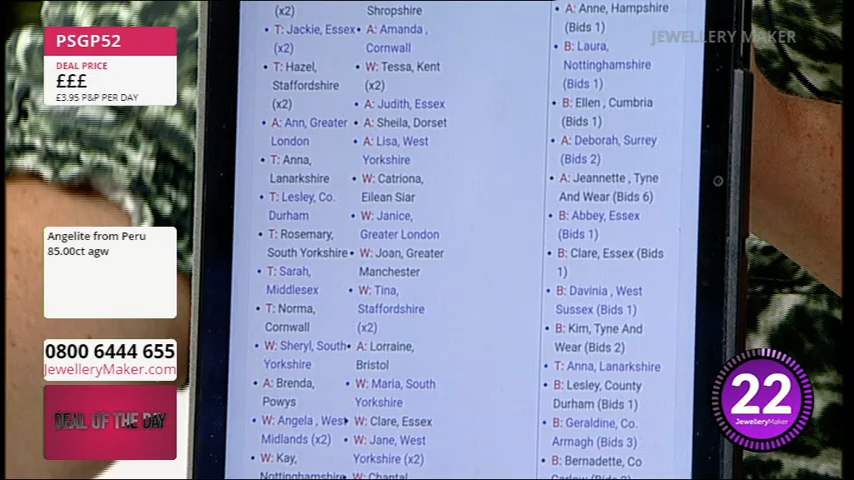 PSGP52
DEAL PRICE
£££
£3.95 P&P PER DAY
Angelite from Peru
85.00ct agw
0800 6444 655
JewelleryMaker.com
DEAL OF THE DAY
(x2)
• T: Jackie, Essex
(x2)
• T: Hazel,
Staffordshire
(x2)
• A: Ann, Greater
London
• T: Anna,
Lanarkshire
• T: Lesley, Co.
Durham
• T: Rosemary,
South Yorkshire
• T: Sarah,
Middlesex
• T: Norma,
Cornwall
• W: Sheryl, South
Yorkshire
• A: Brenda,
Powys
• W: Angela , West
Midlands (x2)
• W: Kay,
Nottinghamshire
Shropshire
• A: Amanda ,
Cornwall
• W: Tessa, Kent
(x2)
• A: Judith, Essex
• A: Sheila, Dorset
• A: Lisa, West
Yorkshire
• W: Catriona,
Eilean Siar
• W: Janice,
Greater London
• W: Joan, Greater
Manchester
• W: Tina,
Staffordshire
(x2)
• A: Lorraine,
Bristol
• W: Maria, South
Yorkshire
• W: Clare, Essex
• W: Jane, West
Yorkshire (x2)
• W: Chantal
• A: Anne, Hampshire
(Bids 1)
• B: Laura,
Nottinghamshire
(Bids 1)
• B: Ellen , Cumbria
(Bids 1)
• A: Deborah, Surrey
(Bids 2)
• A: Jeannette , Tyne
And Wear (Bids 6)
• B: Abbey, Essex
(Bids 1)
• B: Clare, Essex (Bids
1)
• B: Davinia , West
Sussex (Bids 1)
• B: Kim, Tyne And
Wear (Bids 2)
• T: Anna, Lanarkshire
• B: Lesley, County
Durham (Bids 1)
• B: Geraldine, Co.
Armagh (Bids 3)
• B: Bernadette, Co
JEWELLERY MAKER
22
JewelleryMaker